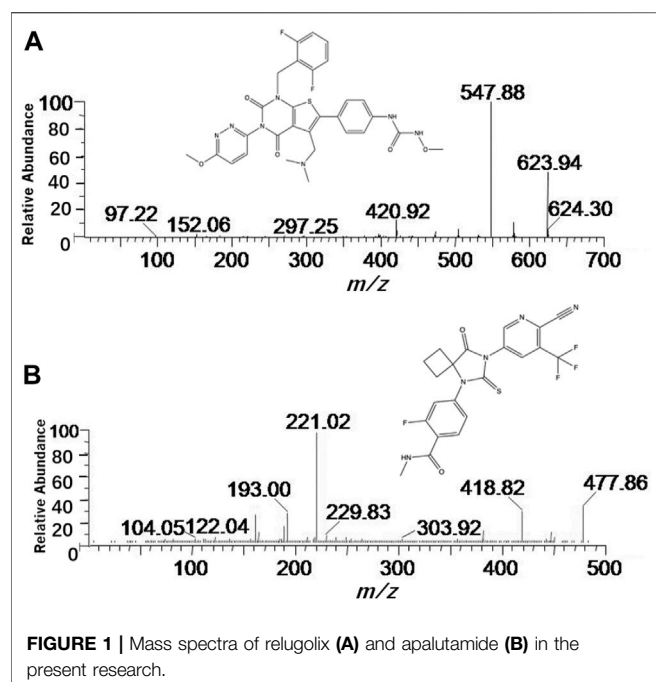 A
F
F
O
N
S
N
N
N
O
N
O
N
NH
NH
O
O
Relative Abundance
100
80
60
40
20
0
97.22
152.06
297.25
420.92
547.88
623.94
624.30
100
200
300
400
500
600
700
m/z
B
N
N
O
N
F
F
F
N
S
F
NH
O
Relative Abundance
100
80
60
40
20
0
104.05
122.04
193.00
221.02
229.83
303.92
418.82
477.86
100
200
300
400
500
m/z
FIGURE 1 | Mass spectra of relugolix (A) and apalutamide (B) in the
present research.